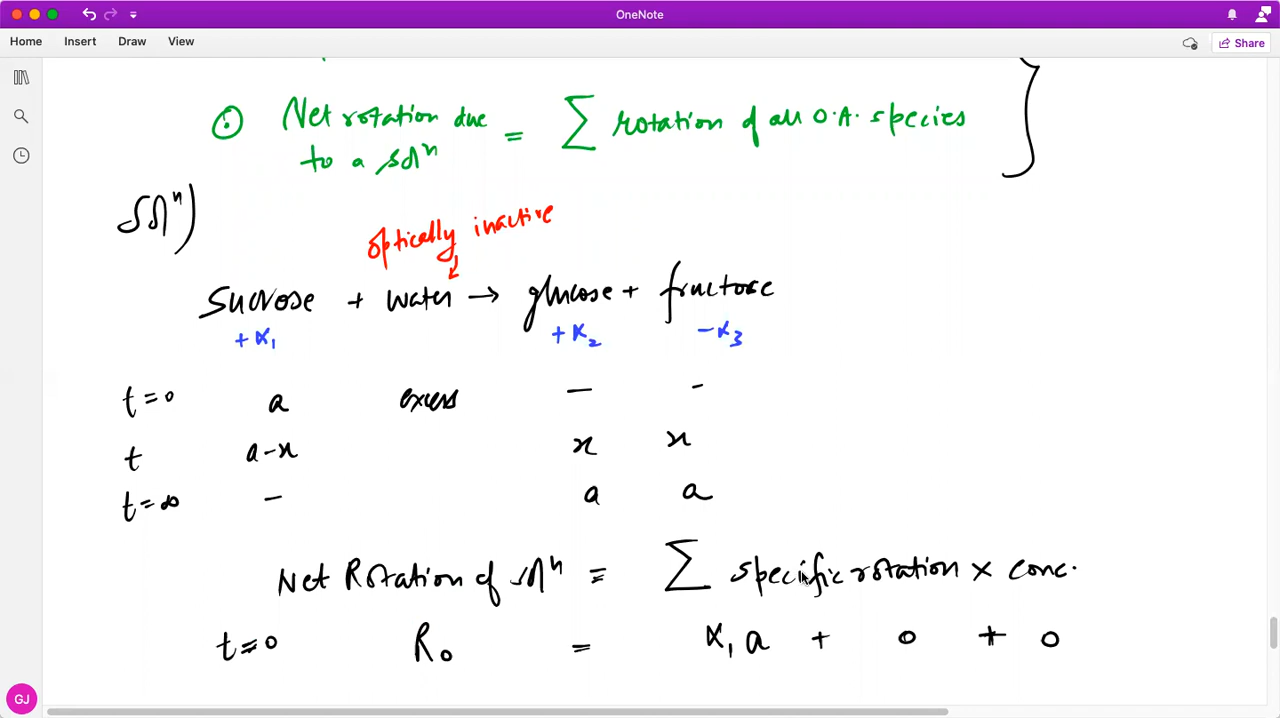 OneNote
Home Insert Draw View
Share
Net rotation due to a solⁿ = Σ rotation of all O.A. species
Solⁿ)
optically inactive
Sucrose + water → glucose + fructose
+α₁ +α₂ -α₃
t=0 a excess — -
t a-x x x
t=∞ — a a
Net Rotation of solⁿ = Σ specific rotation × conc.
t=0 R₀ = α₁ a + 0 + 0
GJ